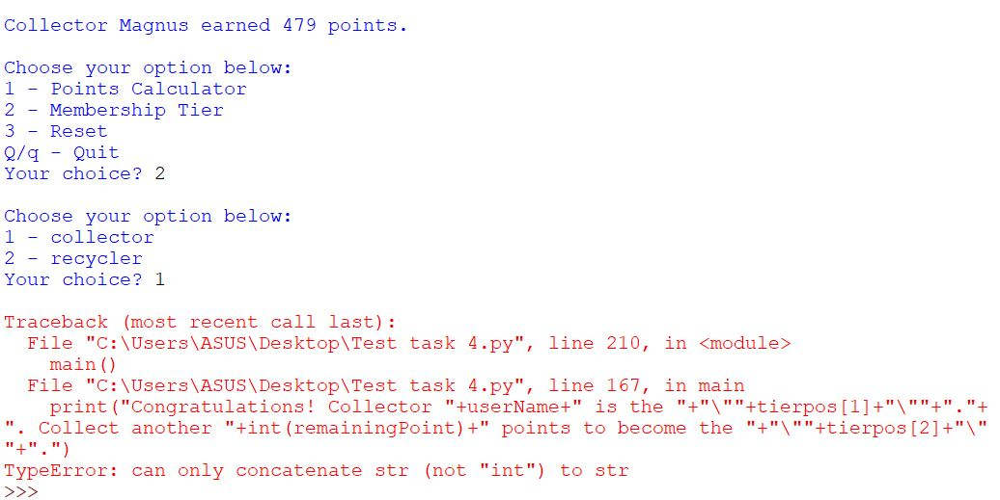 Collector Magnus earned 479 points.
Choose your option below:
1 - Points Calculator
2 - Membership Tier
3 - Reset
Q/q - Quit
Your choice? 2
Choose your option below:
1 - collector
2 - recycler
Your choice? 1
Traceback (most recent call last):
  File "C:\Users\ASUS\Desktop\Test task 4.py", line 210, in <module>
    main()
  File "C:\Users\ASUS\Desktop\Test task 4.py", line 167, in main
    print("Congratulations! Collector "+userName+" is the "+"\""+tierpos[1]+"\""+"."+
". Collect another "+int(remainingPoint)+" points to become the "+"\""+tierpos[2]+"\"
"+".")
TypeError: can only concatenate str (not "int") to str
>>>